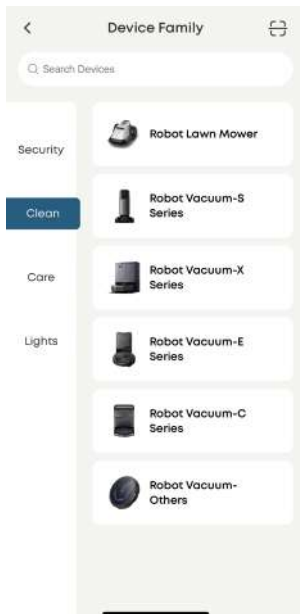 Device Family
Search Devices
Security
Clean
Care
Lights
Robot Lawn Mower
Robot Vacuum-S
Series
Robot Vacuum-X
Series
Robot Vacuum-E
Series
Robot Vacuum-C
Series
Robot Vacuum-
Others